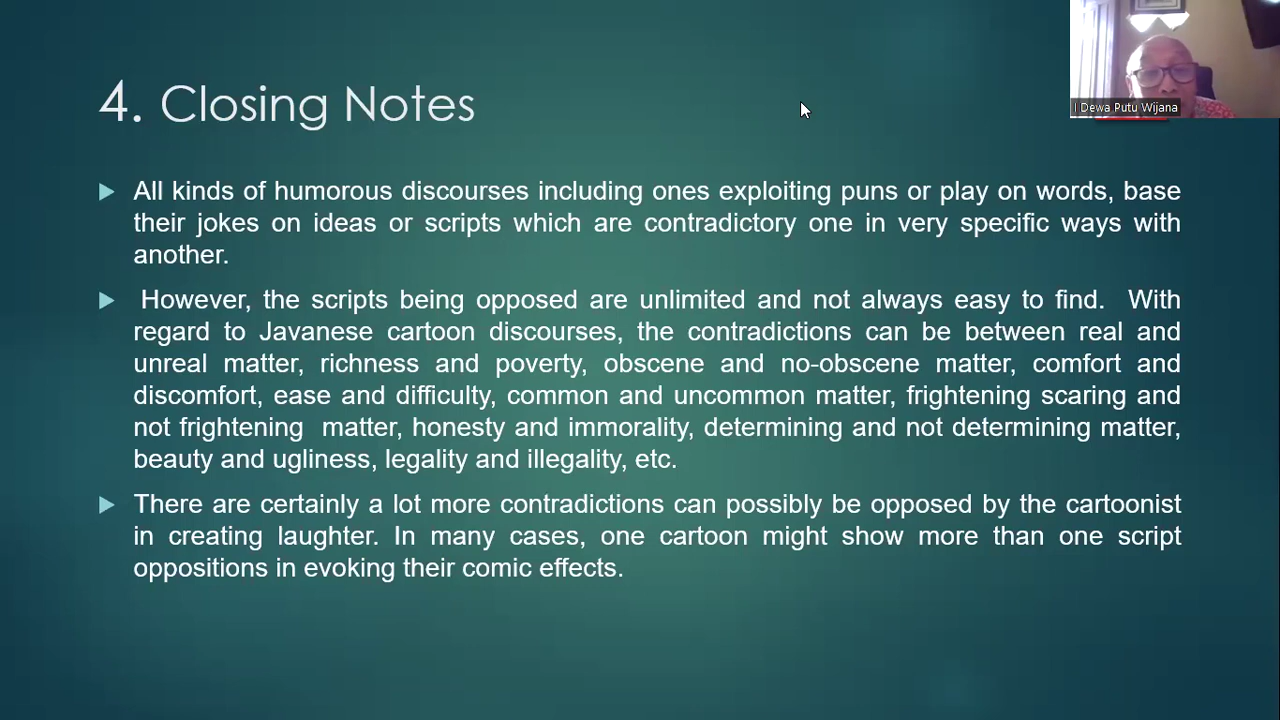 4. Closing Notes
I Dewa Putu Wijana
All kinds of humorous discourses including ones exploiting puns or play on words, base
their jokes on ideas or scripts which are contradictory one in very specific ways with
another.
However, the scripts being opposed are unlimited and not always easy to find. With
regard to Javanese cartoon discourses, the contradictions can be between real and
unreal matter, richness and poverty, obscene and no-obscene matter, comfort and
discomfort, ease and difficulty, common and uncommon matter, frightening scaring and
not frightening matter, honesty and immorality, determining and not determining matter,
beauty and ugliness, legality and illegality, etc.
There are certainly a lot more contradictions can possibly be opposed by the cartoonist
in creating laughter. In many cases, one cartoon might show more than one script
oppositions in evoking their comic effects.